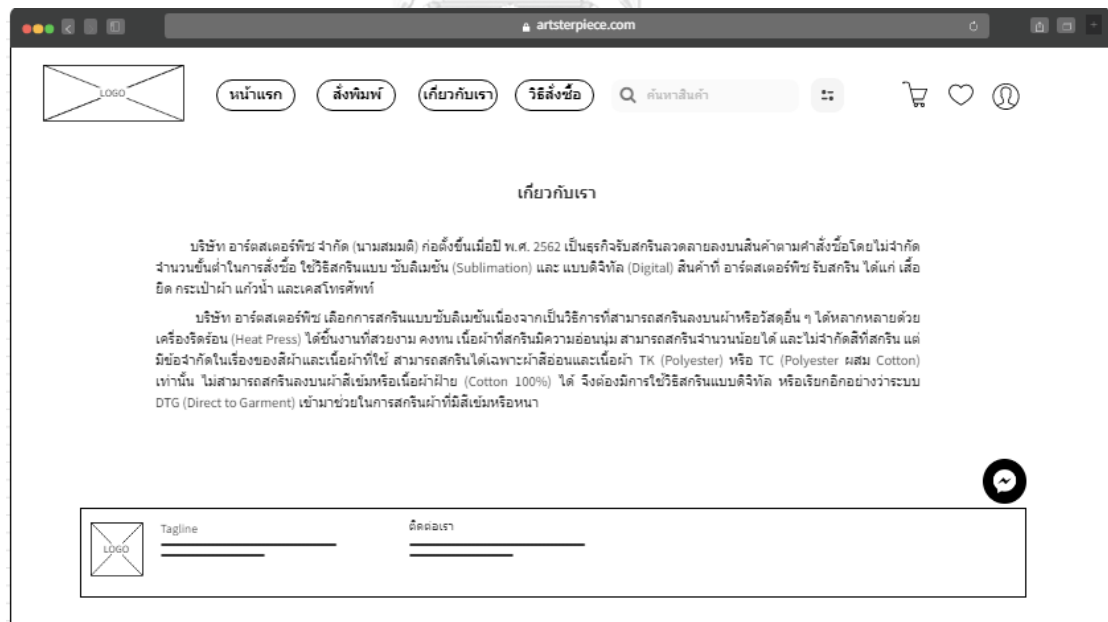 artsterpiece.com
LOGO หน้าแรก สั่งพิมพ์ เกี่ยวกับเรา วิธีสั่งซื้อ ค้นหาสินค้า
เกี่ยวกับเรา
บริษัท อาร์ตสเตอร์พีซ จำกัด (นามสมมติ) ก่อตั้งขึ้นเมื่อปี พ.ศ. 2562 เป็นธุรกิจรับสกรีนลวดลายลงบนสินค้าตามคำสั่งซื้อโดยไม่จำกัด
จำนวนขั้นต่ำในการสั่งซื้อ ใช้วิธีสกรีนแบบ ซับลิเมชัน (Sublimation) และ แบบดิจิทัล (Digital) สินค้าที่ อาร์ตสเตอร์พีซ รับสกรีน ได้แก่ เสื้อ
ยืด กระเป๋าผ้า แก้วน้ำ และเคสโทรศัพท์
บริษัท อาร์ตสเตอร์พีซ เลือกการสกรีนแบบซับลิเมชันเนื่องจากเป็นวิธีการที่สามารถสกรีนลงบนผ้าหรือวัสดุอื่น ๆ ได้หลากหลายด้วย
เครื่องรีดร้อน (Heat Press) ได้ชิ้นงานที่สวยงาม คงทน เนื้อผ้าที่สกรีนมีความอ่อนนุ่ม สามารถสกรีนจำนวนน้อยได้ และไม่จำกัดสีที่สกรีน แต่
มีข้อจำกัดในเรื่องของสีผ้าและเนื้อผ้าที่ใช้ สามารถสกรีนได้เฉพาะผ้าสีอ่อนและเนื้อผ้า TK (Polyester) หรือ TC (Polyester ผสม Cotton)
เท่านั้น ไม่สามารถสกรีนลงบนผ้าสีเข้มหรือเนื้อผ้าฝ้าย (Cotton 100%) ได้ จึงต้องมีการใช้วิธีสกรีนแบบดิจิทัล หรือเรียกอีกอย่างว่าระบบ
DTG (Direct to Garment) เข้ามาช่วยในการสกรีนผ้าที่มีสีเข้มหรือหนา
LOGO Tagline ติดต่อเรา